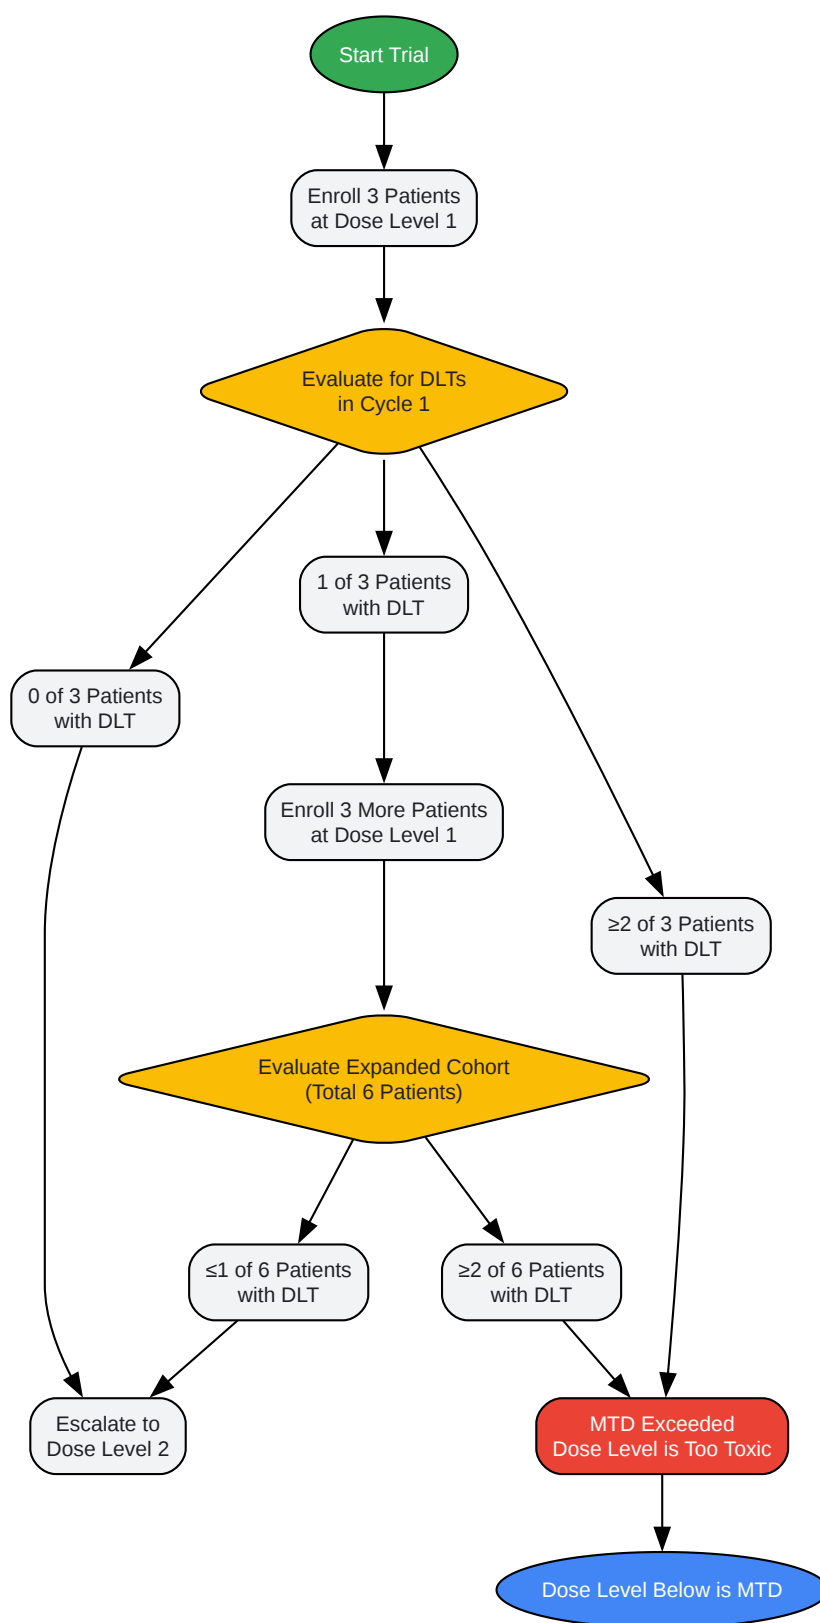 Start Trial
Enroll 3 Patients
at Dose Level 1
Evaluate for DLTs
in Cycle 1
1 of 3 Patients
with DLT
0 of 3 Patients
with DLT
Enroll 3 More Patients
at Dose Level 1
≥2 of 3 Patients
with DLT
Evaluate Expanded Cohort
(Total 6 Patients)
≤1 of 6 Patients
with DLT
≥2 of 6 Patients
with DLT
Escalate to
Dose Level 2
MTD Exceeded
Dose Level is Too Toxic
Dose Level Below is MTD